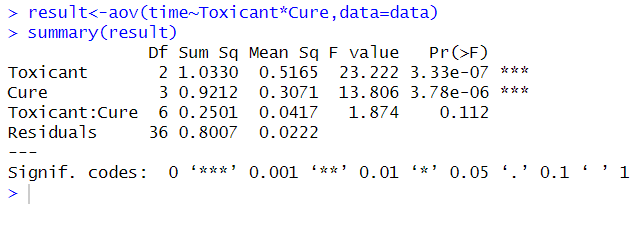 > result<-aov(time~Toxicant*Cure,data=data)
> summary(result)
              Df Sum Sq Mean Sq F value   Pr(>F)    
Toxicant       2 1.0330  0.5165  23.222 3.33e-07 ***
Cure           3 0.9212  0.3071  13.806 3.78e-06 ***
Toxicant:Cure  6 0.2501  0.0417   1.874    0.112    
Residuals     36 0.8007  0.0222                     
---
Signif. codes:  0 ‘***’ 0.001 ‘**’ 0.01 ‘*’ 0.05 ‘.’ 0.1 ‘ ’ 1
>